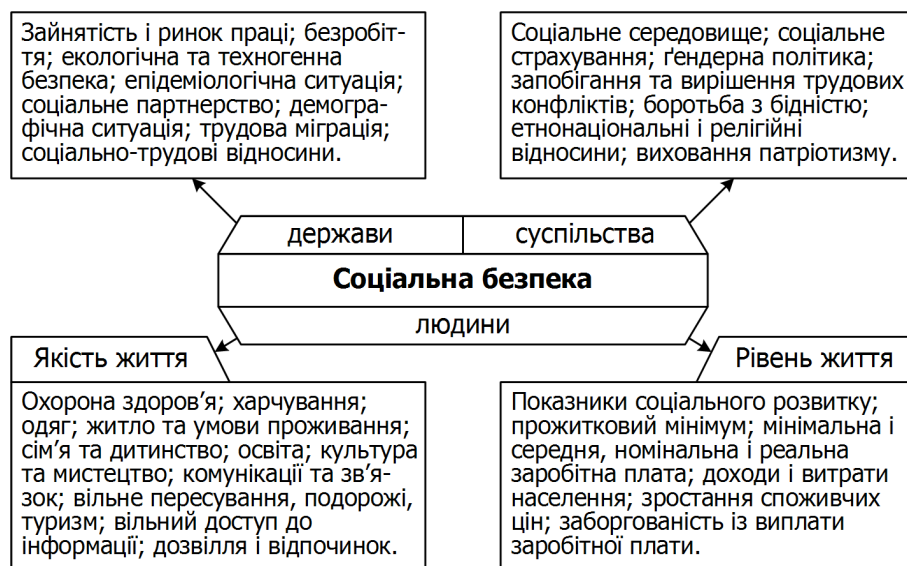 Зайнятість і ринок праці; безробіт-
тя; екологічна та техногенна
безпека; епідеміологічна ситуація;
соціальне партнерство; демогра-
фічна ситуація; трудова міграція;
соціально-трудові відносини.
Соціальне середовище; соціальне
страхування; ґендерна політика;
запобігання та вирішення трудових
конфліктів; боротьба з бідністю;
етнонаціональні і релігійні
відносини; виховання патріотизму.
держави
суспільства
Соціальна безпека
людини
Якість життя
Охорона здоров’я; харчування;
одяг; житло та умови проживання;
сім’я та дитинство; освіта; культура
та мистецтво; комунікації та зв’я-
зок; вільне пересування, подорожі,
туризм; вільний доступ до
інформації; дозвілля і відпочинок.
Рівень життя
Показники соціального розвитку;
прожитковий мінімум; мінімальна і
середня, номінальна і реальна
заробітна плата; доходи і витрати
населення; зростання споживчих
цін; заборгованість із виплати
заробітної плати.